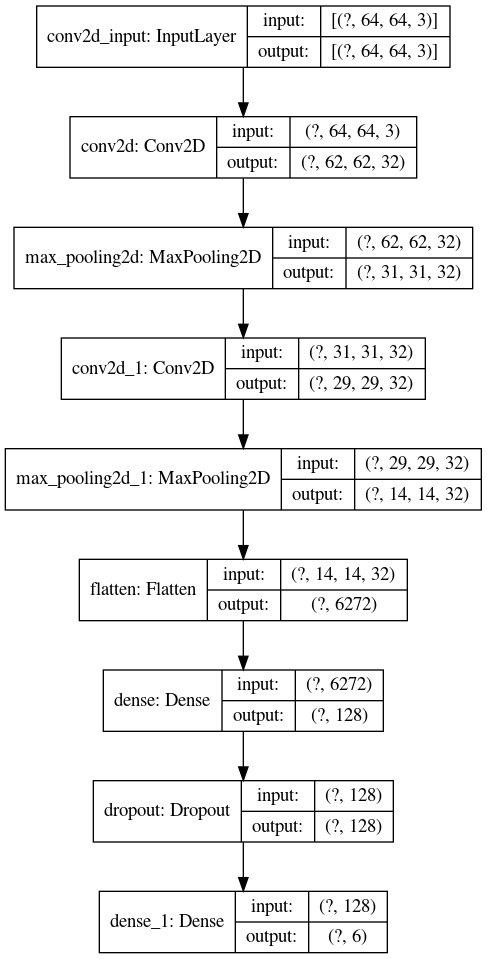 conv2d_input: InputLayer
input: [(?, 64, 64, 3)]
output: [(?, 64, 64, 3)]
conv2d: Conv2D
input: (?, 64, 64, 3)
output: (?, 62, 62, 32)
max_pooling2d: MaxPooling2D
input: (?, 62, 62, 32)
output: (?, 31, 31, 32)
conv2d_1: Conv2D
input: (?, 31, 31, 32)
output: (?, 29, 29, 32)
max_pooling2d_1: MaxPooling2D
input: (?, 29, 29, 32)
output: (?, 14, 14, 32)
flatten: Flatten
input: (?, 14, 14, 32)
output: (?, 6272)
dense: Dense
input: (?, 6272)
output: (?, 128)
dropout: Dropout
input: (?, 128)
output: (?, 128)
dense_1: Dense
input: (?, 128)
output: (?, 6)